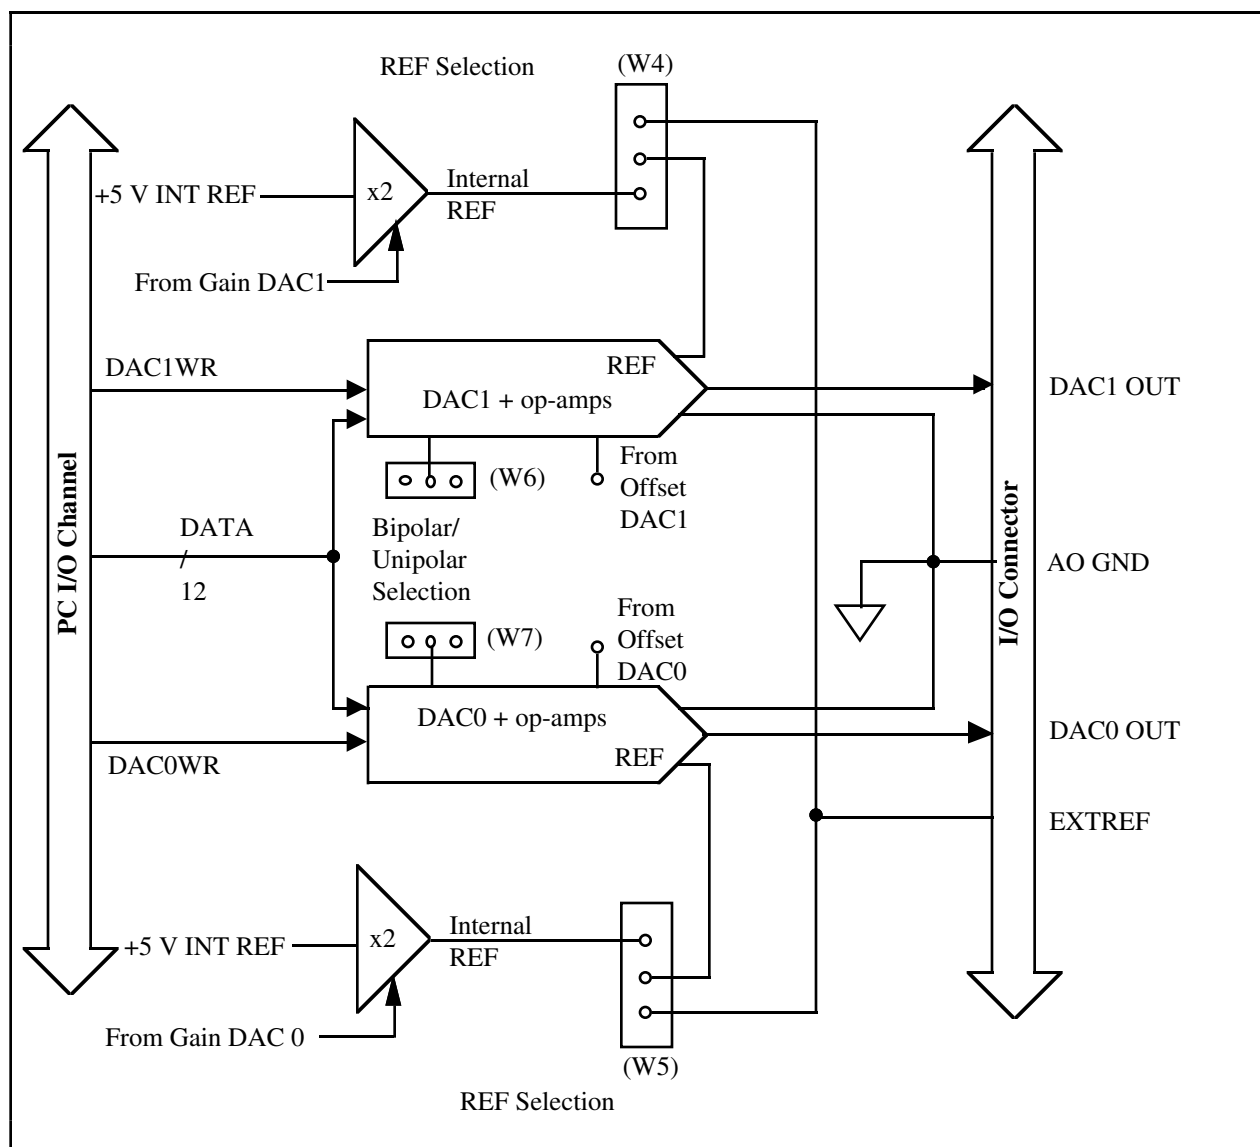 REF Selection
(W4)
+5 V INT REF
x2
Internal
REF
From Gain DAC1
DAC1WR
REF
DAC1 + op-amps
DAC1 OUT
(W6)
From
Offset
DAC1
PC I/O Channel
DATA
12
Bipolar/
Unipolar
Selection
I/O Connector
AO GND
(W7)
From
Offset
DAC0
DAC0 + op-amps
REF
DAC0 OUT
DAC0WR
EXTREF
+5 V INT REF
x2
Internal
REF
From Gain DAC 0
(W5)
REF Selection